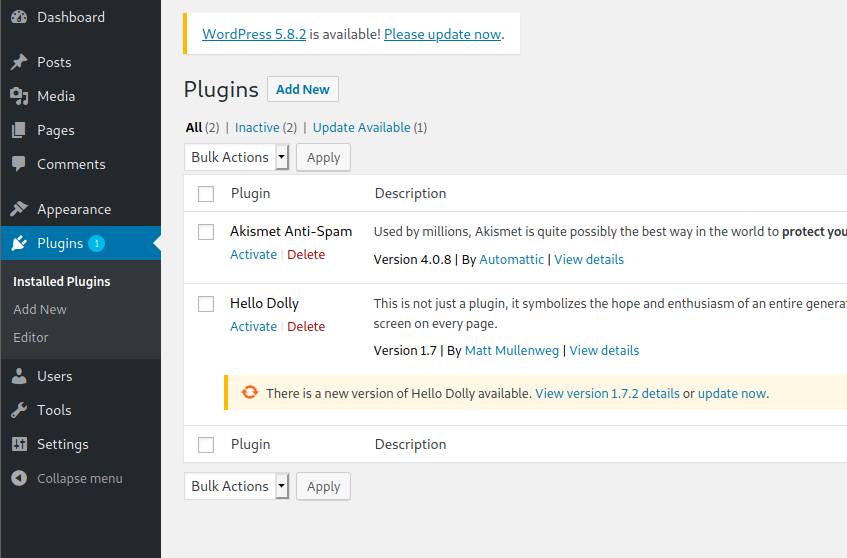 Dashboard
Posts
Media
Pages
Comments
Appearance
Plugins 1
Installed Plugins
Add New
Editor
Users
Tools
Settings
Collapse menu
WordPress 5.8.2 is available! Please update now.
Plugins Add New
All (2) | Inactive (2) | Update Available (1)
Bulk Actions Apply
Plugin Description
Akismet Anti-Spam Used by millions, Akismet is quite possibly the best way in the world to protect you
Activate | Delete Version 4.0.8 | By Automattic | View details
Hello Dolly This is not just a plugin, it symbolizes the hope and enthusiasm of an entire genera
screen on every page.
Activate | Delete
Version 1.7 | By Matt Mullenweg | View details
There is a new version of Hello Dolly available. View version 1.7.2 details or update now.
Plugin Description
Bulk Actions Apply